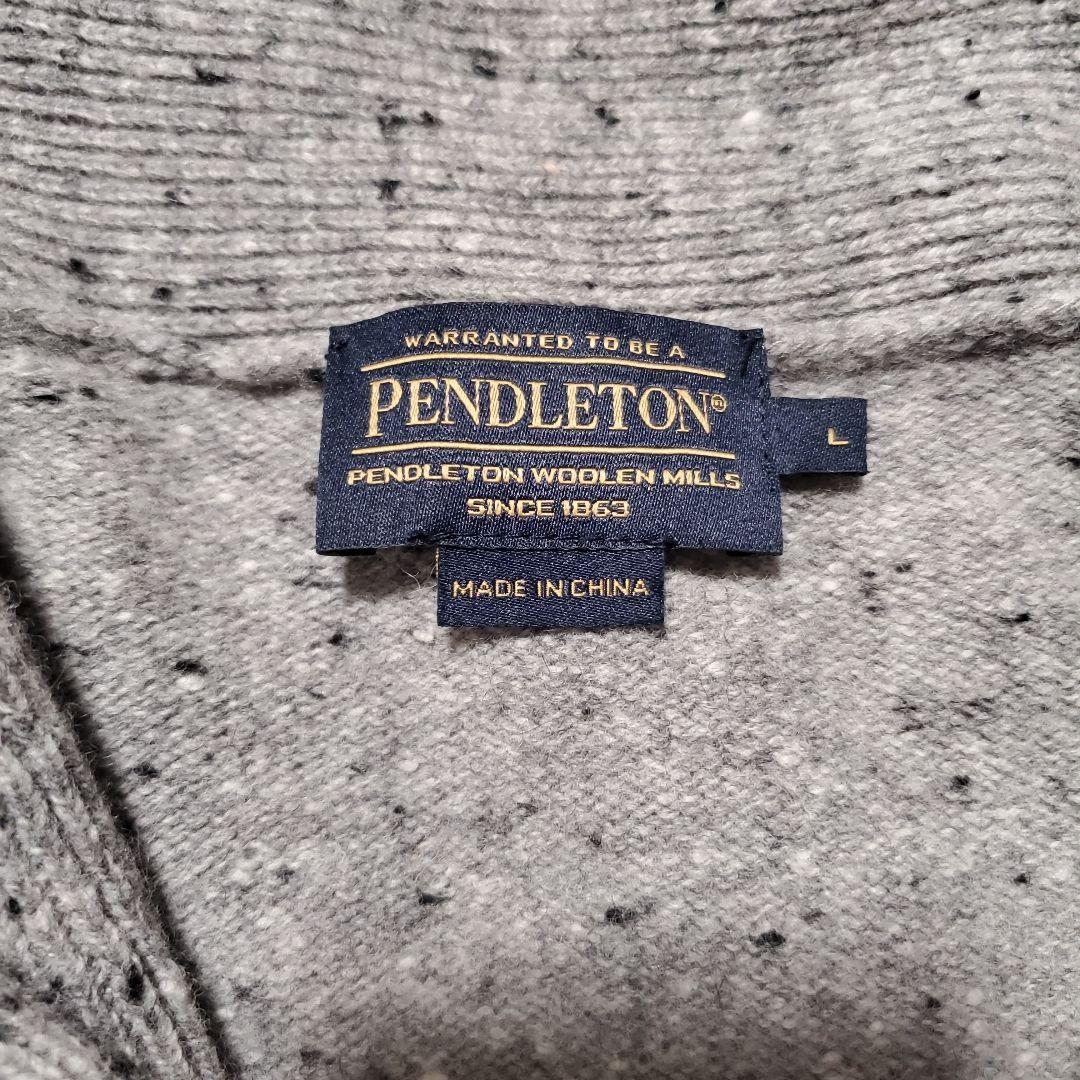 WARRANTED TO BE A
PENDLETON®
PENDLETON WOOLEN MILLS
SINCE 1863
L
MADE IN CHINA